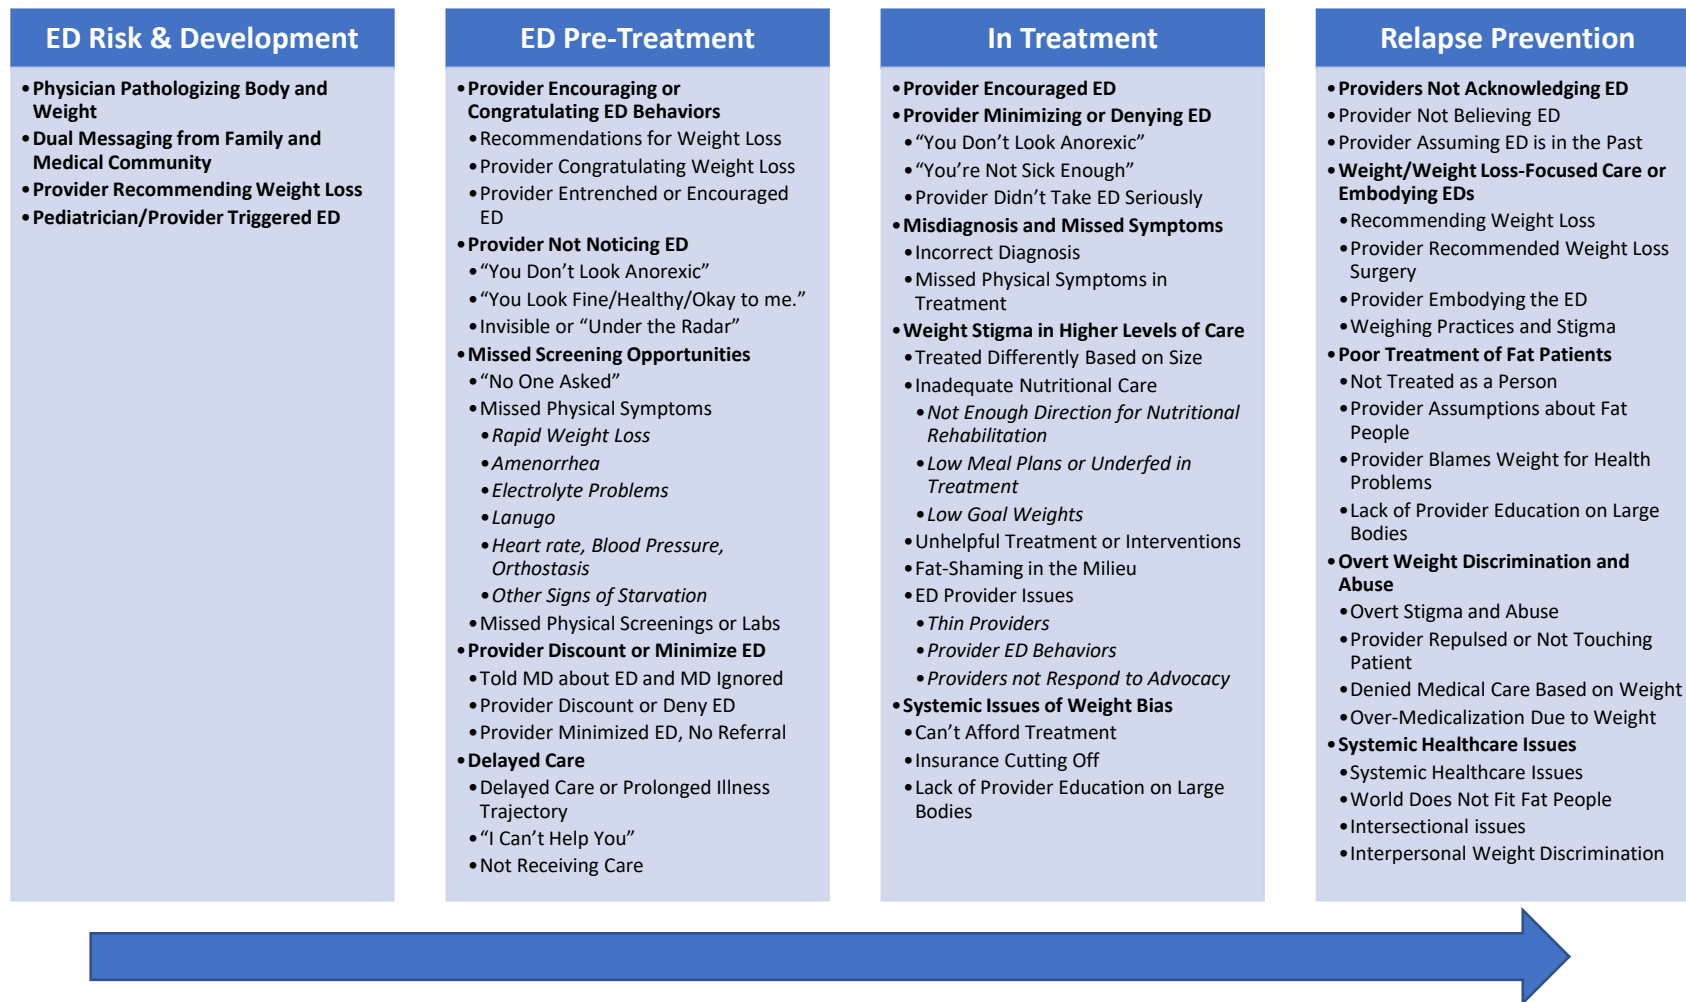 ED Risk & Development
•Physician Pathologizing Body and
Weight
•Dual Messaging from Family and
Medical Community
•Provider Recommending Weight Loss
•Pediatrician/Provider Triggered ED
ED Pre-Treatment
•Provider Encouraging or
Congratulating ED Behaviors
•Recommendations for Weight Loss
•Provider Congratulating Weight Loss
•Provider Entrenched or Encouraged
ED
•Provider Not Noticing ED
•“You Don’t Look Anorexic”
•“You Look Fine/Healthy/Okay to me.”
•Invisible or “Under the Radar”
•Missed Screening Opportunities
•“No One Asked”
•Missed Physical Symptoms
•Rapid Weight Loss
•Amenorrhea
•Electrolyte Problems
•Lanugo
•Heart rate, Blood Pressure,
Orthostasis
•Other Signs of Starvation
•Missed Physical Screenings or Labs
•Provider Discount or Minimize ED
•Told MD about ED and MD Ignored
•Provider Discount or Deny ED
•Provider Minimized ED, No Referral
•Delayed Care
•Delayed Care or Prolonged Illness
Trajectory
•“I Can’t Help You”
•Not Receiving Care
In Treatment
•Provider Encouraged ED
•Provider Minimizing or Denying ED
•“You Don’t Look Anorexic”
•“You’re Not Sick Enough”
•Provider Didn’t Take ED Seriously
•Misdiagnosis and Missed Symptoms
•Incorrect Diagnosis
•Missed Physical Symptoms in
Treatment
•Weight Stigma in Higher Levels of Care
•Treated Differently Based on Size
•Inadequate Nutritional Care
•Not Enough Direction for Nutritional
Rehabilitation
•Low Meal Plans or Underfed in
Treatment
•Low Goal Weights
•Unhelpful Treatment or Interventions
•Fat-Shaming in the Milieu
•ED Provider Issues
•Thin Providers
•Provider ED Behaviors
•Providers not Respond to Advocacy
•Systemic Issues of Weight Bias
•Can’t Afford Treatment
•Insurance Cutting Off
•Lack of Provider Education on Large
Bodies
Relapse Prevention
•Providers Not Acknowledging ED
•Provider Not Believing ED
•Provider Assuming ED is in the Past
•Weight/Weight Loss-Focused Care or
Embodying EDs
•Recommending Weight Loss
•Provider Recommended Weight Loss
Surgery
•Provider Embodying the ED
•Weighing Practices and Stigma
•Poor Treatment of Fat Patients
•Not Treated as a Person
•Provider Assumptions about Fat
People
•Provider Blames Weight for Health
Problems
•Lack of Provider Education on Large
Bodies
•Overt Weight Discrimination and
Abuse
•Overt Stigma and Abuse
•Provider Repulsed or Not Touching
Patient
•Denied Medical Care Based on Weight
•Over-Medicalization Due to Weight
•Systemic Healthcare Issues
•Systemic Healthcare Issues
•World Does Not Fit Fat People
•Intersectional issues
•Interpersonal Weight Discrimination